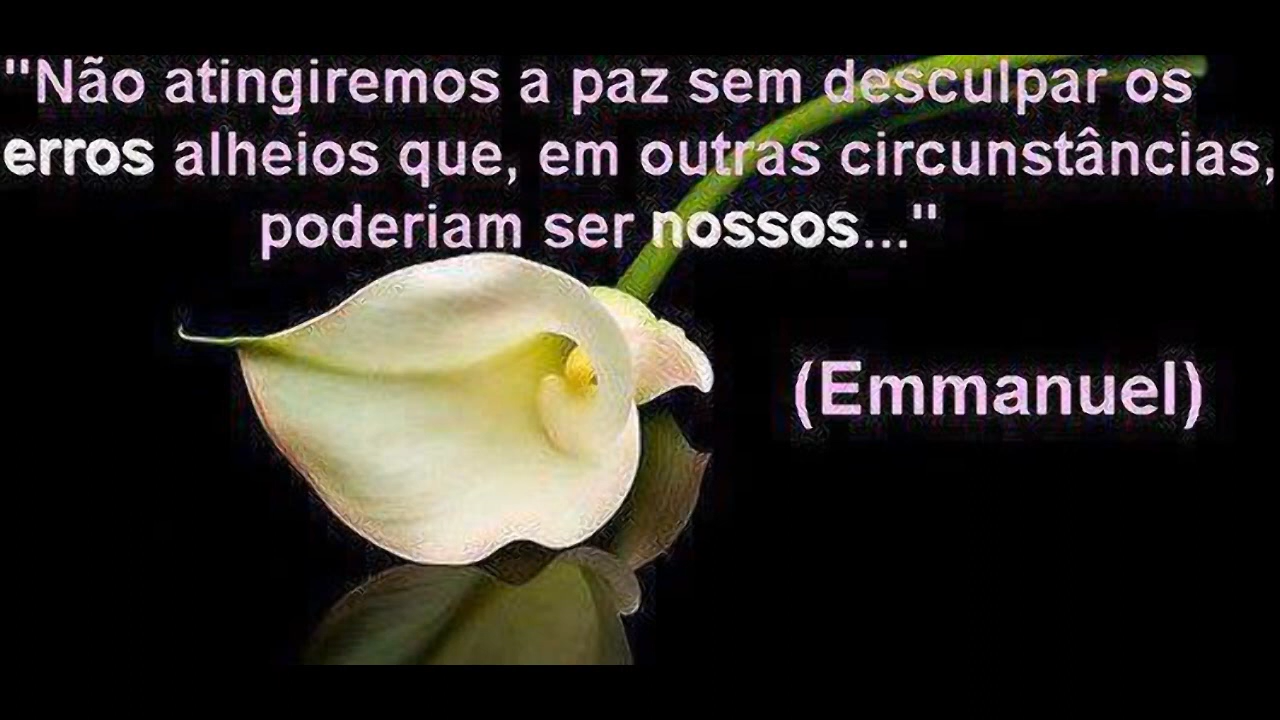 "Não atingiremos a paz sem desculpar os
erros alheios que, em outras circunstâncias,
poderiam ser nossos..."
(Emmanuel)